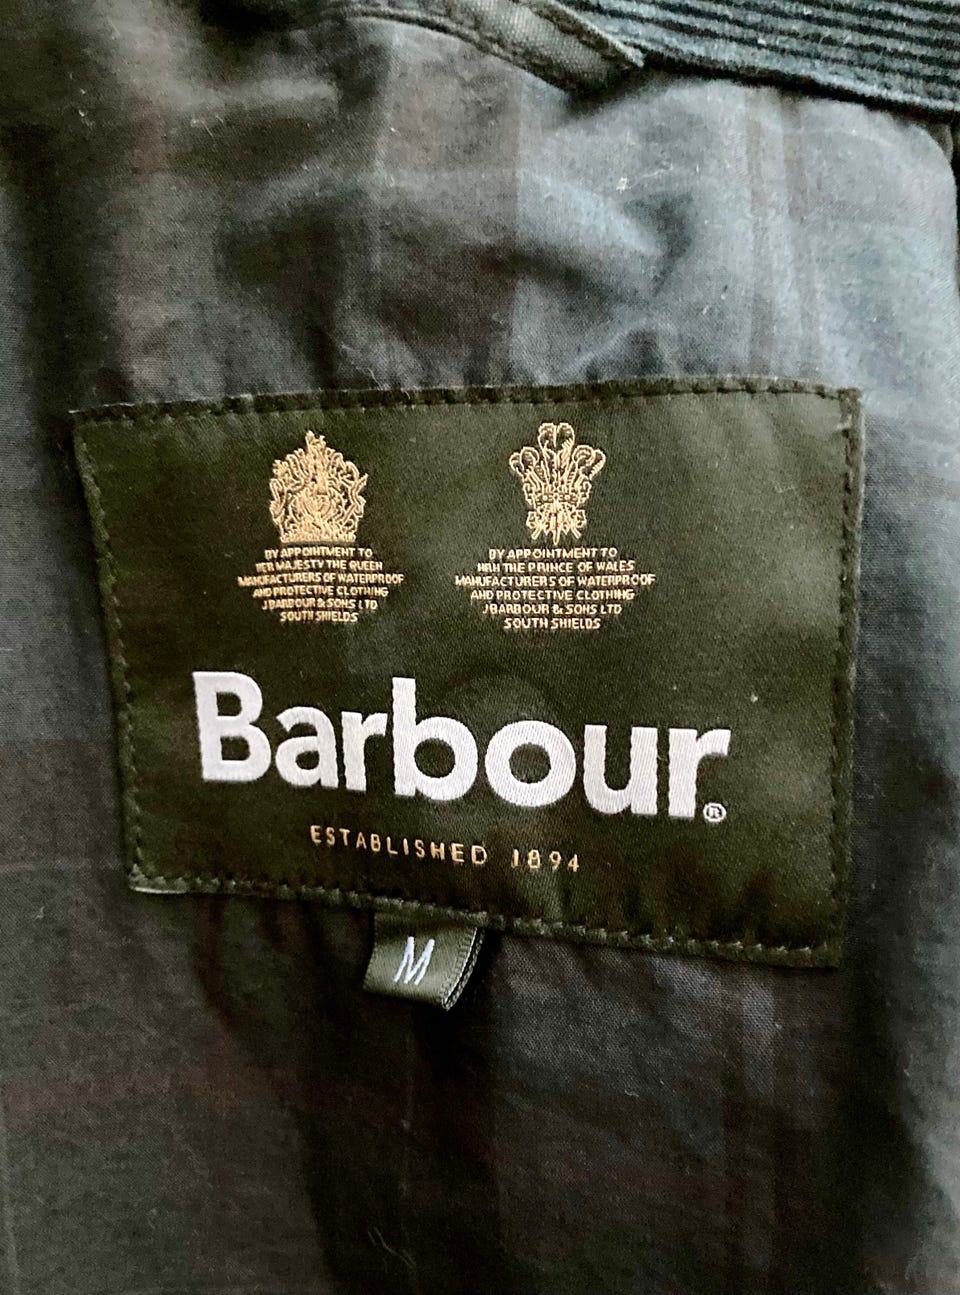 BY APPOINTMENT TO
HER MAJESTY THE QUEEN
MANUFACTURERS OF WATERPROOF
AND PROTECTIVE CLOTHING
J BARBOUR & SONS LTD
SOUTH SHIELDS
BY APPOINTMENT TO
HRH THE PRINCE OF WALES
MANUFACTURERS OF WATERPROOF
AND PROTECTIVE CLOTHING
J BARBOUR & SONS LTD
SOUTH SHIELDS
Barbour®
ESTABLISHED 1894
M